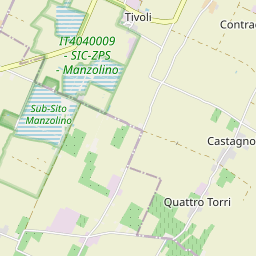 Tivoli
Contra
IT4040009
- SIC-ZPS
- Manzolino
Sub-Sito
Manzolino
Castagno
Quattro Torri